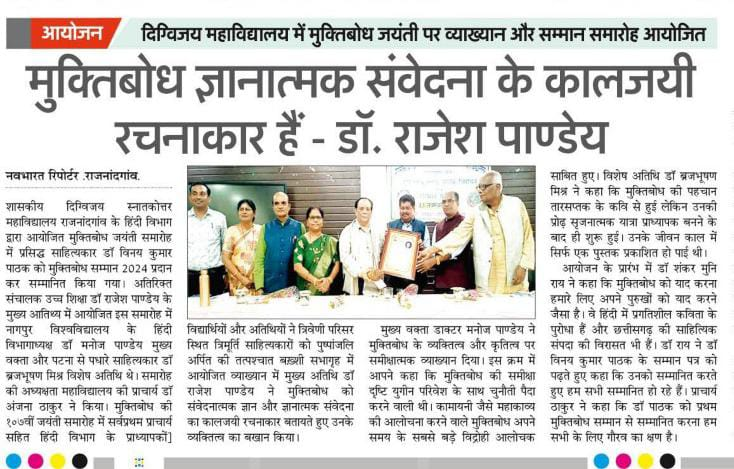 आयोजन
दिग्विजय महाविद्यालय में मुक्तिबोध जयंती पर व्याख्यान और सम्मान समारोह आयोजित
मुक्तिबोध ज्ञानात्मक संवेदना के कालजयी
रचनाकार हैं - डॉ. राजेश पाण्डेय
नवभारत रिपोर्टर .राजनांदगांव.
शासकीय दिग्विजय स्नातकोत्तर
महाविद्यालय राजनांदगांव के हिंदी विभाग
द्वारा आयोजित मुक्तिबोध जयंती समारोह
में प्रसिद्ध साहित्यकार डॉ विनय कुमार
पाठक को मुक्तिबोध सम्मान 2024 प्रदान
कर सम्मानित किया गया। अतिरिक्त
संचालक उच्च शिक्षा डॉ राजेश पाण्डेय के
मुख्य आतिथ्य में आयोजित इस समारोह में
नागपुर विश्वविद्यालय के हिंदी
विभागाध्यक्ष डॉ मनोज पाण्डेय मुख्य
वक्ता और पटना से पधारे साहित्यकार डॉ
ब्रजभूषण मिश्र विशेष अतिथि थे। समारोह
की अध्यक्षता महाविद्यालय की प्राचार्य डॉ
अंजना ठाकुर ने किया। मुक्तिबोध की
१०७वीं जयंती समारोह में सर्वप्रथम प्राचार्य
सहित हिंदी विभाग के प्राध्यापकों]
विद्यार्थियों और अतिथियों ने त्रिवेणी परिसर
स्थित त्रिमूर्ति साहित्यकारों को पुष्पांजलि
अर्पित की तत्पश्चात बख़्शी सभागृह में
आयोजित व्याख्यान में मुख्य अतिथि डॉ
राजेश पाण्डेय ने मुक्तिबोध को
संवेदनात्मक ज्ञान और ज्ञानात्मक संवेदना
का कालजयी रचनाकार बतायते हुए उनके
व्यक्तित्व का बखान किया।
मुख्य वक्ता डाक्टर मनोज पाण्डेय ने
मुक्तिबोध के व्यक्तित्व और कृतित्व पर
समीक्षात्मक व्याख्यान दिया। इस क्रम में
आपने कहा कि मुक्तिबोध की समीक्षा
दृष्टि युगीन परिवेश के साथ चुनौती पैदा
करने वाली थी। कामायनी जैसे महाकाव्य
की आलोचना करने वाले मुक्तिबोध अपने
समय के सबसे बड़े विद्रोही आलोचक
साबित हुए। विशेष अतिथि डॉ ब्रजभूषण
मिश्र ने कहा कि मुक्तिबोध की पहचान
तारसप्तक के कवि से हुई लेकिन उनकी
प्रौढ़ सृजनात्मक यात्रा प्राध्यापक बनने के
बाद ही शुरू हुई। उनके जीवन काल में
सिर्फ एक पुस्तक प्रकाशित हो पाई थी।
आयोजन के प्रारंभ में डॉ शंकर मुनि
राय ने कहा कि मुक्तिबोध को याद करना
हमारे लिए अपने पुरखों को याद करने
जैसा है। वे हिंदी में प्रगतिशील कविता के
पुरोधा हैं और छत्तीसगढ़ की साहित्यिक
संपदा की विरासत भी हैं। डॉ राय ने डॉ
विनय कुमार पाठक के सम्मान पत्र को
पढ़ते हुए कहा कि उनको सम्मानित करते
हुए हम सभी सम्मानित हो रहे हैं। प्राचार्य
ठाकुर ने कहा कि डॉ पाठक को प्रथम
मुक्तिबोध सम्मान से सम्मानित करना हम
सभी के लिए गौरव का क्षण है।